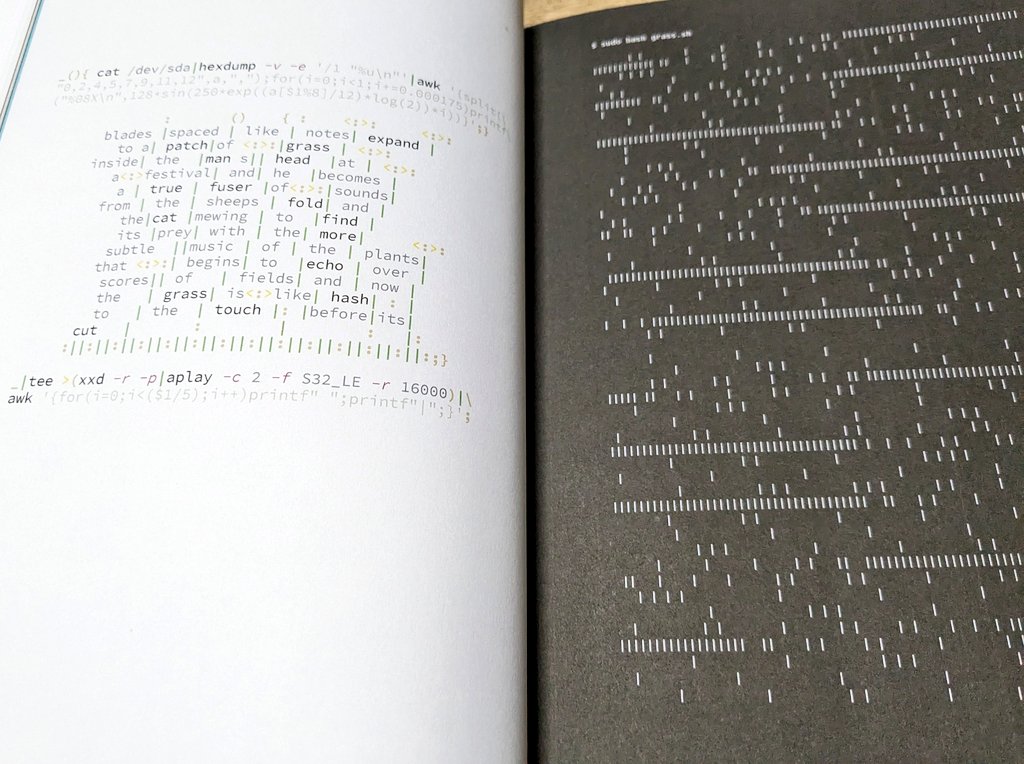 _(){ cat /dev/sda|hexdump -v -e '/1 "%u\n"'|awk '{split(
"0,2,4,5,7,9,11,12",a,",");for(i=0;i<1;i+=0.000175)printf
("%08X\n",128*sin(250*exp((a[$1%8]/12)*log(2))*i))}';}
: () { : <:>:
blades |spaced | like | notes| expand <:>:
to a| patch|of <:>:|grass | <:>: |
inside| the |man s|| head |at | <:>:
a<:>festival| and| he |becomes |
a | true | fuser |of<:>:|sounds|
from | the | sheeps | fold| and |
the|cat |mewing | to |find |
its |prey| with | the| more|
subtle ||music | of | the | plants| <:>:
that <:>:| begins| to |echo | over |
scores|| of | fields| and | now |
the | grass| is<:>like| hash| : |
to | the | touch |: |before|its|
cut | : | : |:
:||:||:||:||:||:||:||:||:||:||:||:||:;}
_|tee >(xxd -r -p|aplay -c 2 -f S32_LE -r 16000)|\
awk '{for(i=0;i<($1/5);i++)printf" ";printf"|";}';
$ sudo bash grass.sh